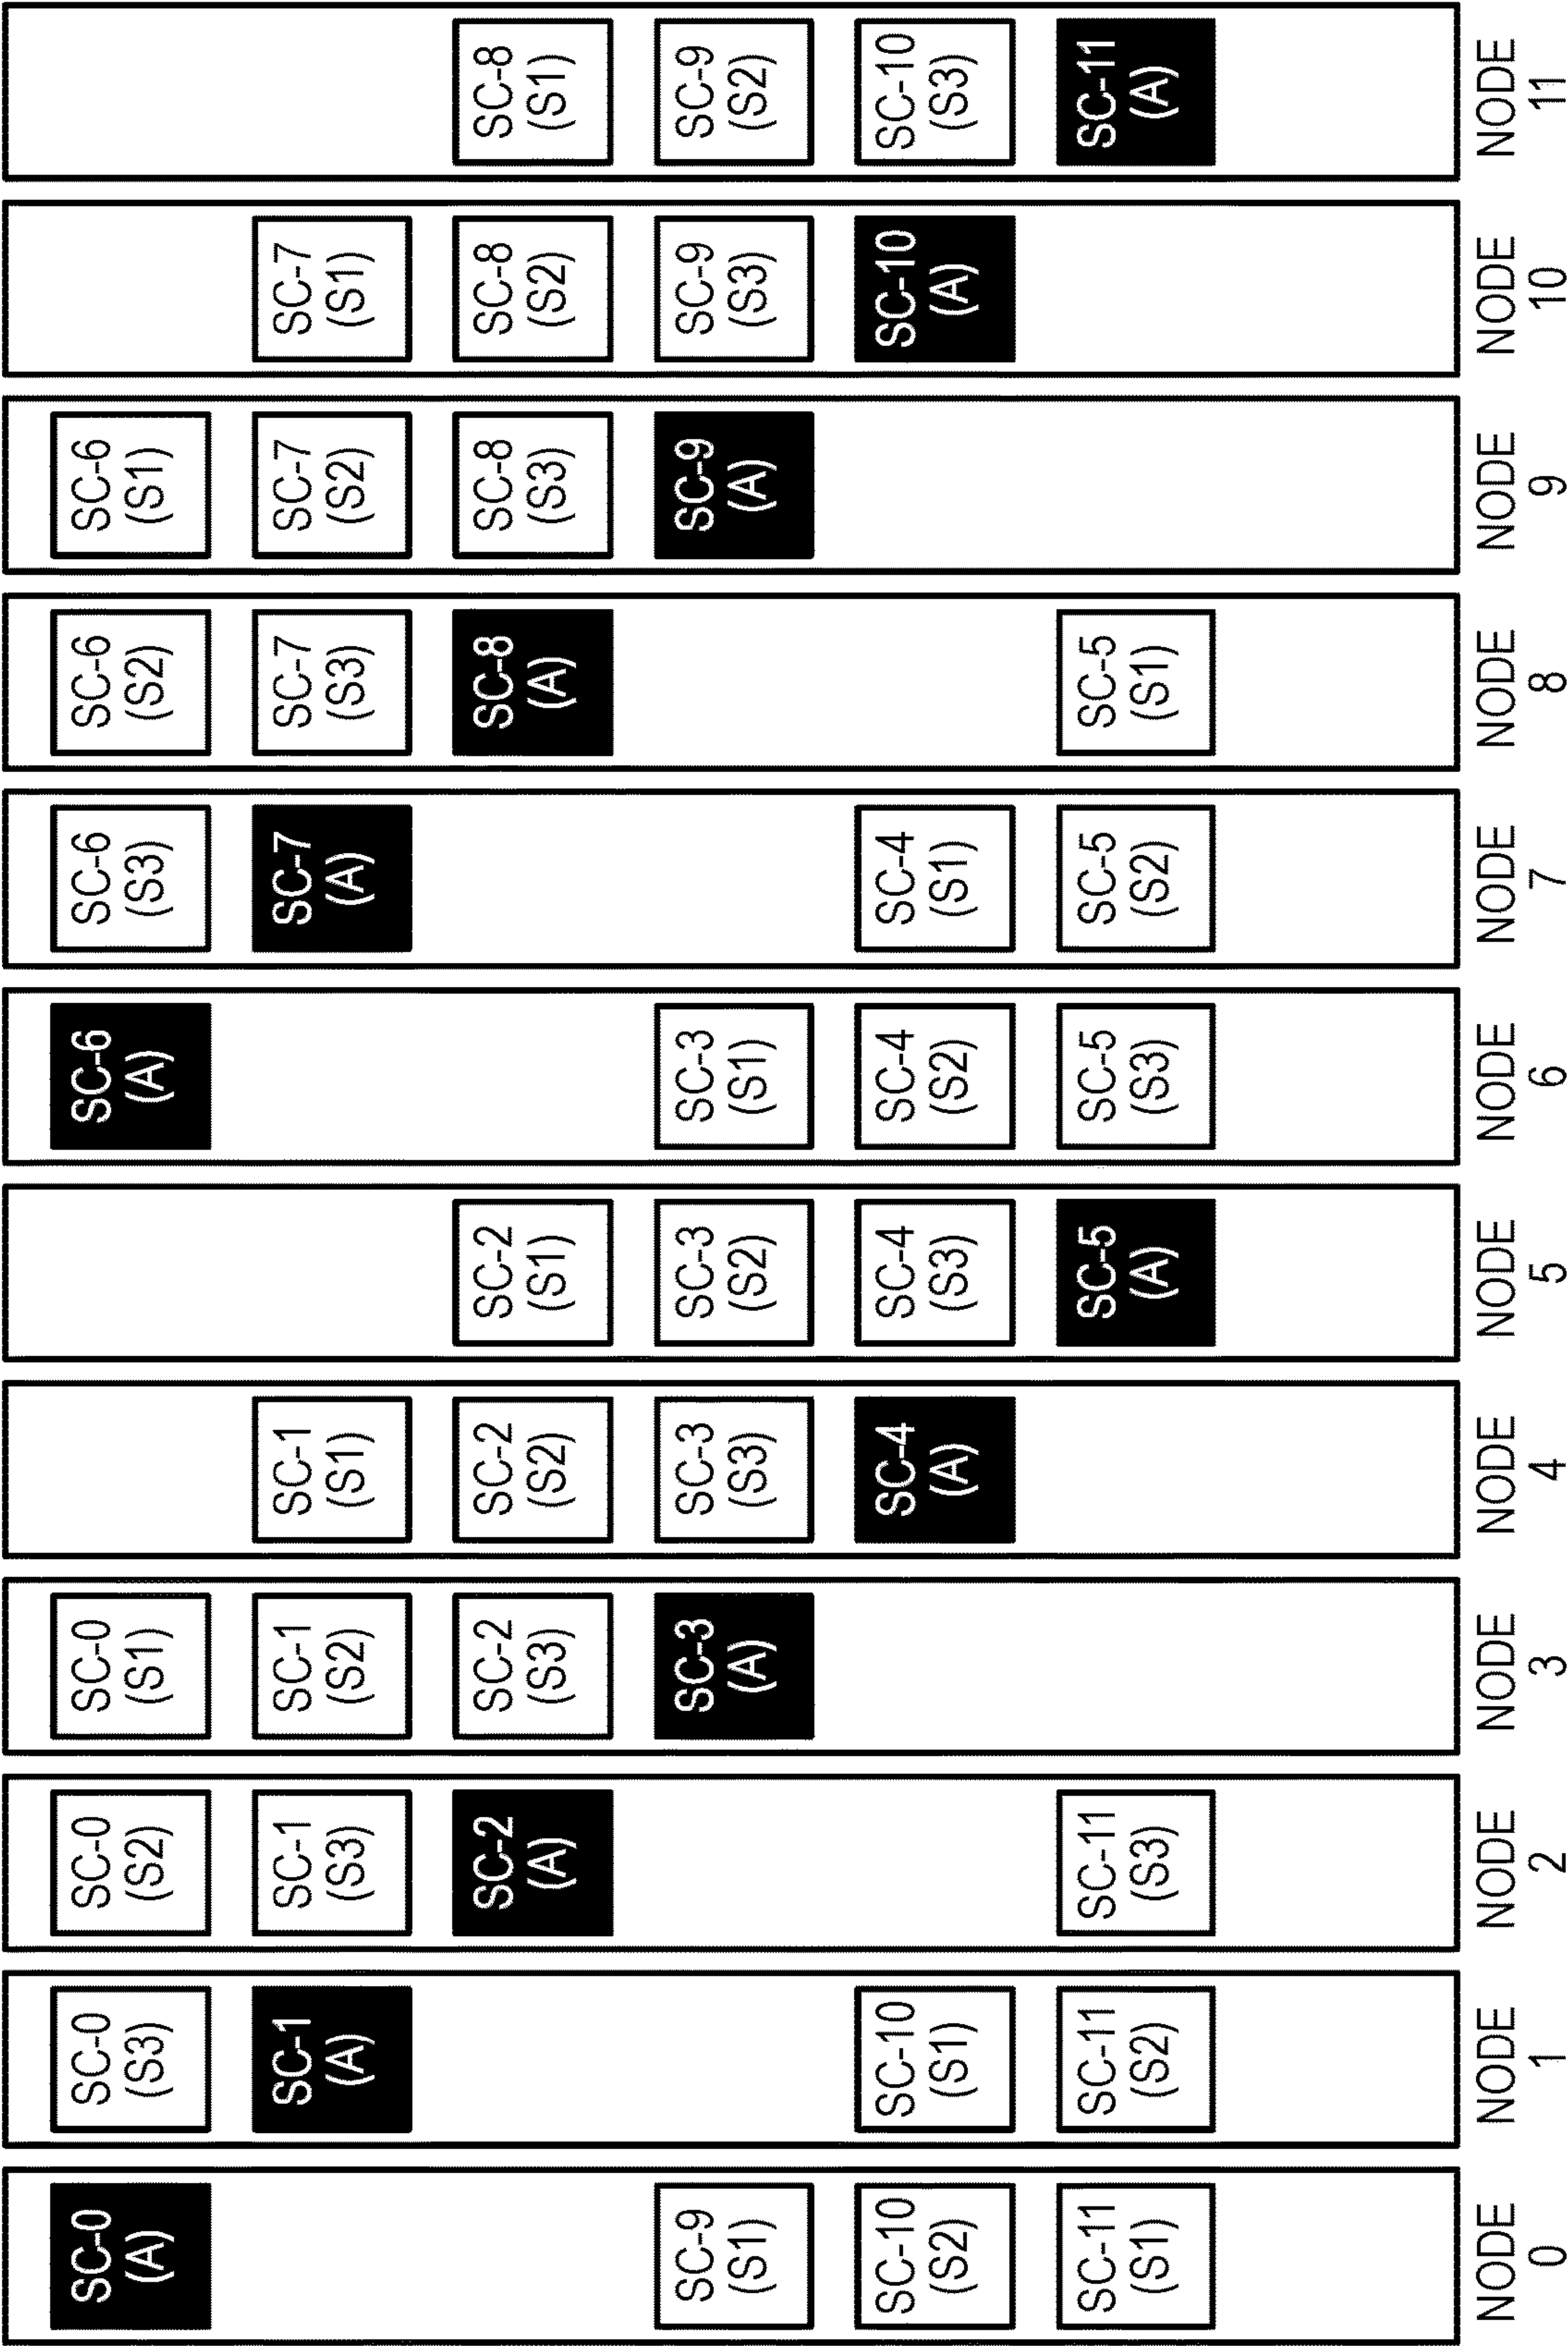 SC-0
(A)
SC-0
(S3)
SC-0
(S2)
SC-0
(S1)
SC-6
(A)
SC-6
(S3)
SC-6
(S2)
SC-6
(S1)
SC-1
(A)
SC-1
(S3)
SC-1
(S2)
SC-1
(S1)
SC-7
(A)
SC-7
(S3)
SC-7
(S2)
SC-7
(S1)
SC-2
(A)
SC-2
(S3)
SC-2
(S2)
SC-2
(S1)
SC-8
(A)
SC-8
(S3)
SC-8
(S2)
SC-8
(S1)
SC-9
(S1)
SC-3
(A)
SC-3
(S3)
SC-3
(S2)
SC-3
(S1)
SC-9
(A)
SC-9
(S3)
SC-9
(S2)
SC-10
(S2)
SC-10
(S1)
SC-4
(A)
SC-4
(S3)
SC-4
(S2)
SC-4
(S1)
SC-10
(A)
SC-10
(S3)
SC-11
(S1)
SC-11
(S2)
SC-11
(S3)
SC-5
(A)
SC-5
(S3)
SC-5
(S2)
SC-5
(S1)
SC-11
(A)
NODE
0
NODE
1
NODE
2
NODE
3
NODE
4
NODE
5
NODE
6
NODE
7
NODE
8
NODE
9
NODE
10
NODE
11